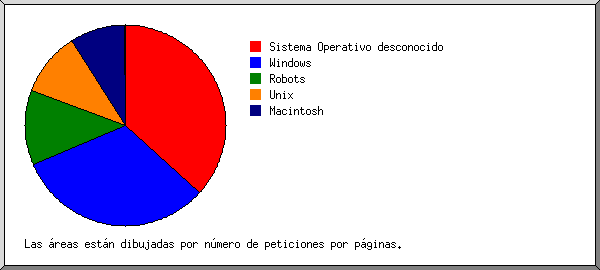 Sistema Operativo desconocido
Windows
Robots
Unix
Macintosh
Las áreas están dibujadas por número de peticiones por páginas.